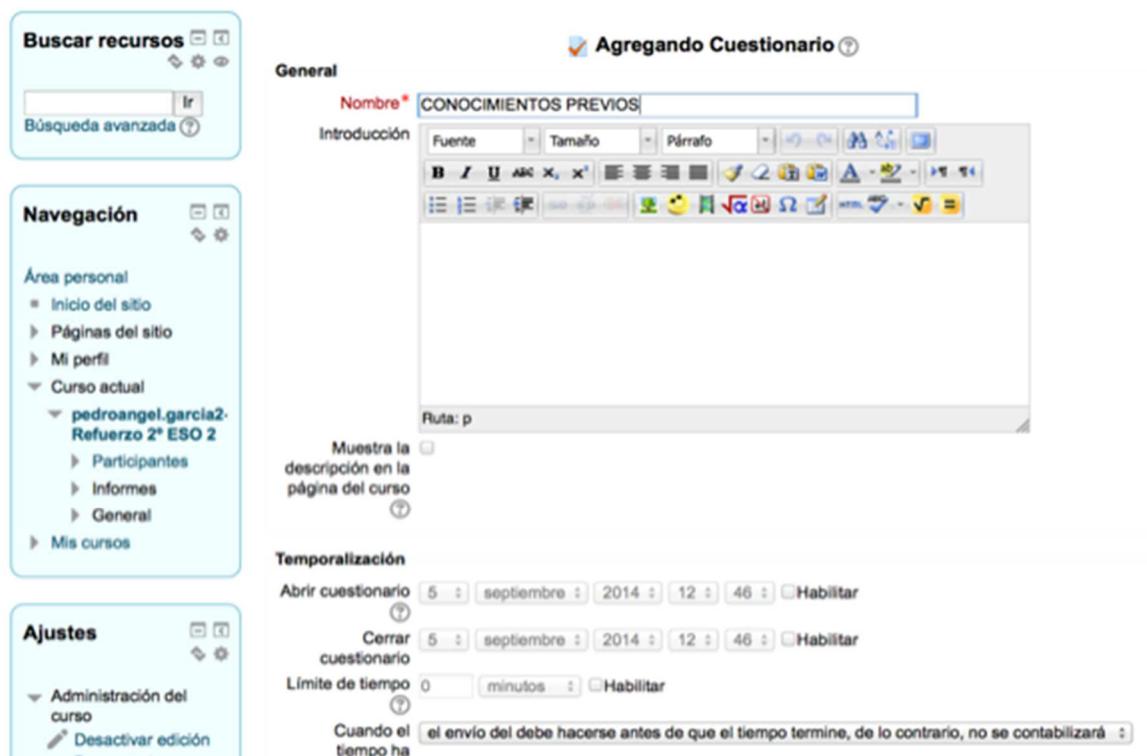 Buscar recursos
Ir
Búsqueda avanzada
Navegación
Área personal
Inicio del sitio
Páginas del sitio
Mi perfil
Curso actual
pedroangel.garcia2-
Refuerzo 2º ESO 2
Participantes
Informes
General
Mis cursos
Ajustes
Administración del
curso
Desactivar edición
Agregando Cuestionario
General
Nombre* CONOCIMIENTOS PREVIOS
Introducción
Fuente Tamaño Párrafo
B I U ABC x₂ x²
HTML
Ruta: p
Muestra la
descripción en la
página del curso
Temporalización
Abrir cuestionario 5 septiembre 2014 12 46 Habilitar
Cerrar
cuestionario 5 septiembre 2014 12 46 Habilitar
Límite de tiempo 0 minutos Habilitar
Cuando el
tiempo ha
el envío del debe hacerse antes de que el tiempo termine, de lo contrario, no se contabilizará